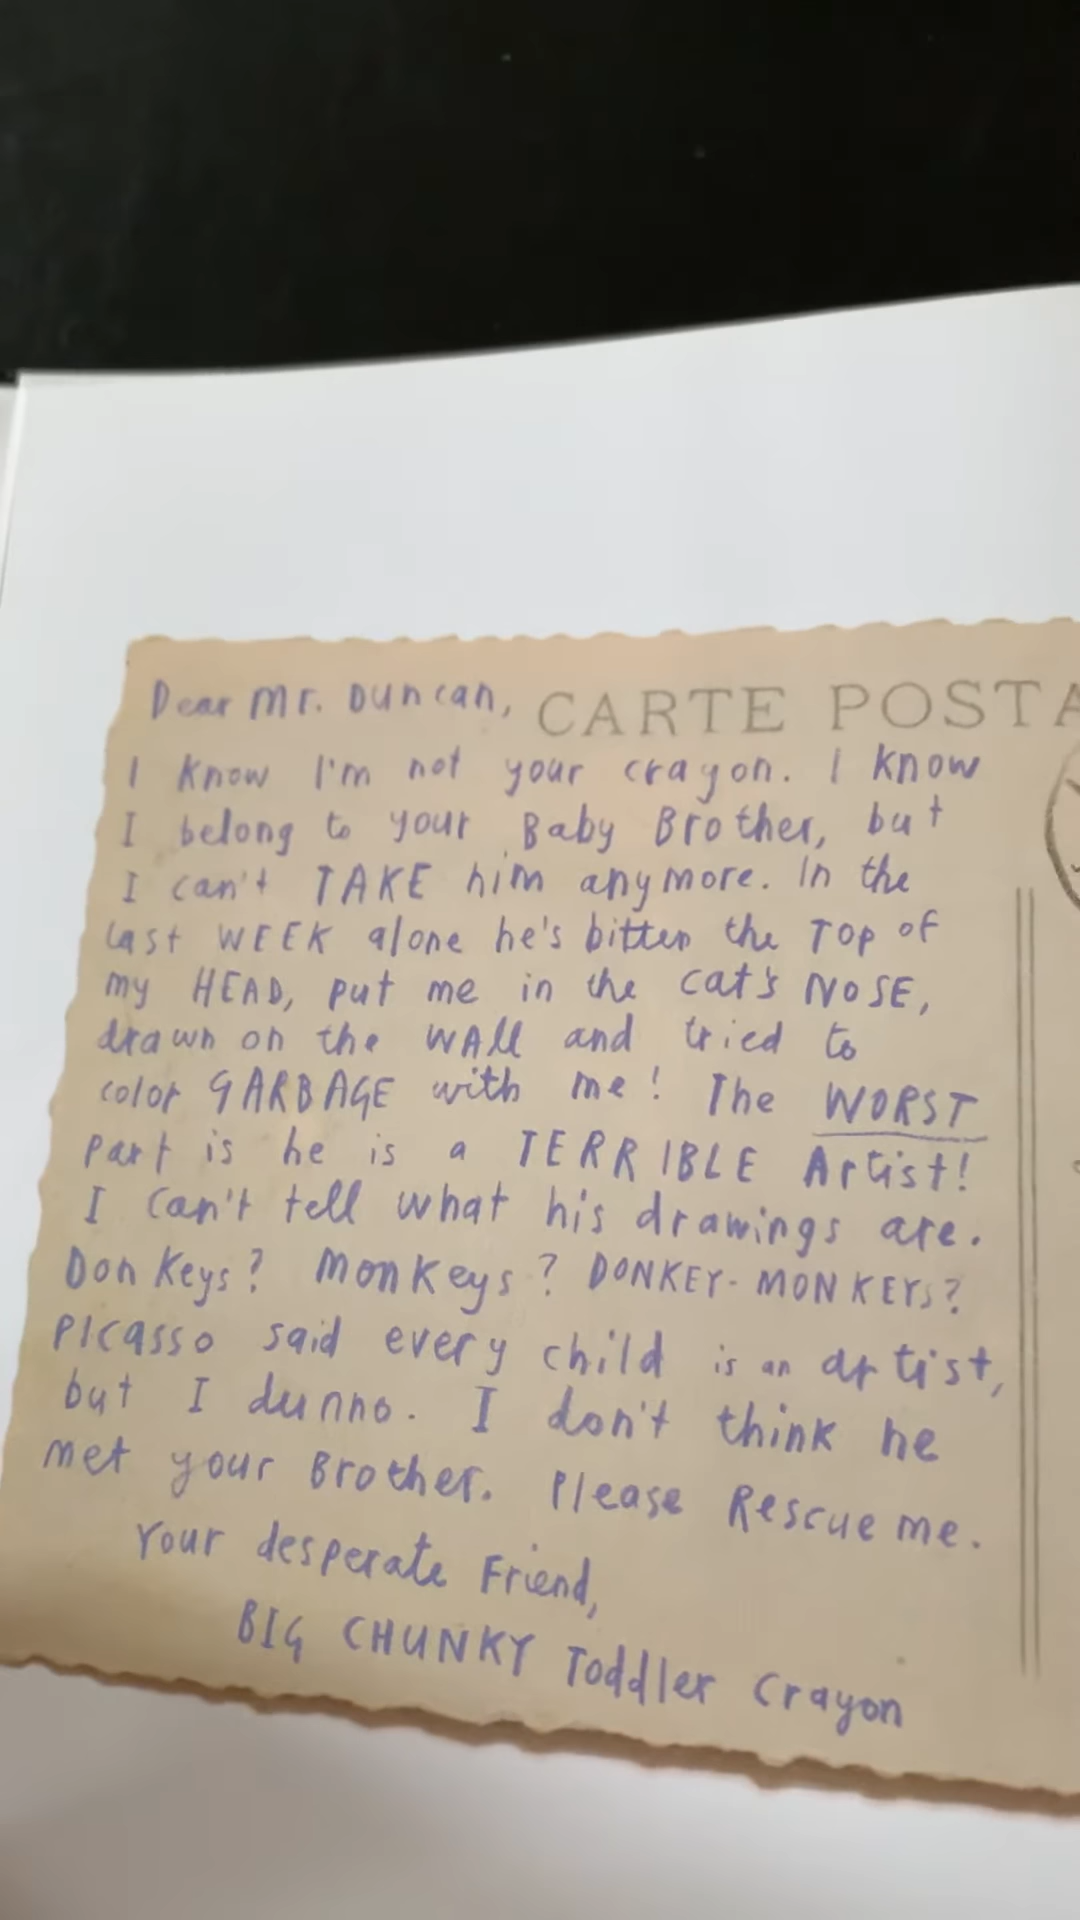 Dear Mr. Duncan,
CARTE POSTA
I know I'm not your crayon. I know
I belong to your Baby Brother, but
I can't TAKE him anymore. In the
last WEEK alone he's bitten the TOP of
my HEAD, put me in the cat's NOSE,
drawn on the WAll and tried to
color GARBAGE with me! The WORST
part is he is a TERRIBLE Artist!
I can't tell what his drawings are.
Donkeys? Monkeys? DONKEY-MONKEYS?
Picasso said every child is an artist,
but I dunno. I don't think he
met your Brother. Please Rescue me.
Your desperate Friend,
BIG CHUNKY Toddler Crayon